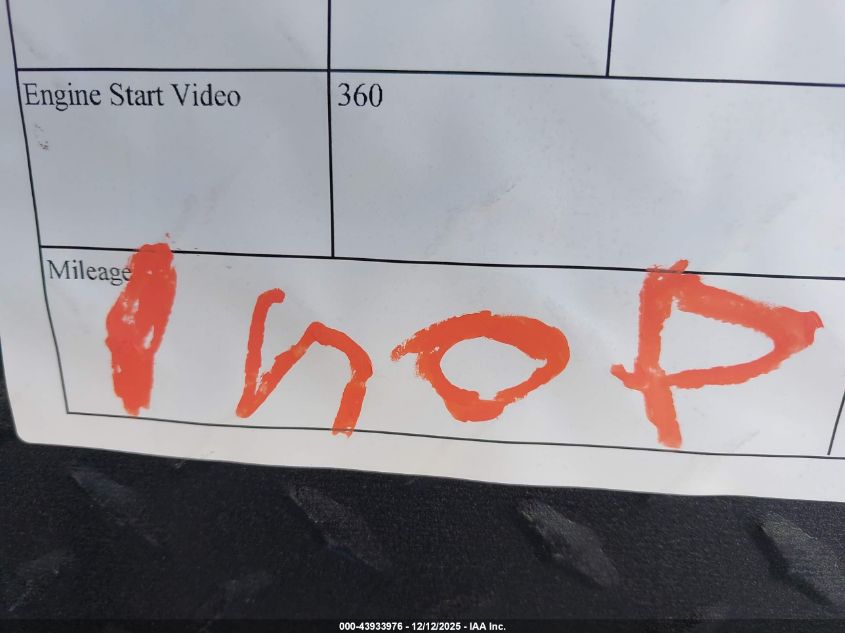 Engine Start Video 360
Mileage
Inop
000-43933976 - 12/12/2025 - IAA Inc.